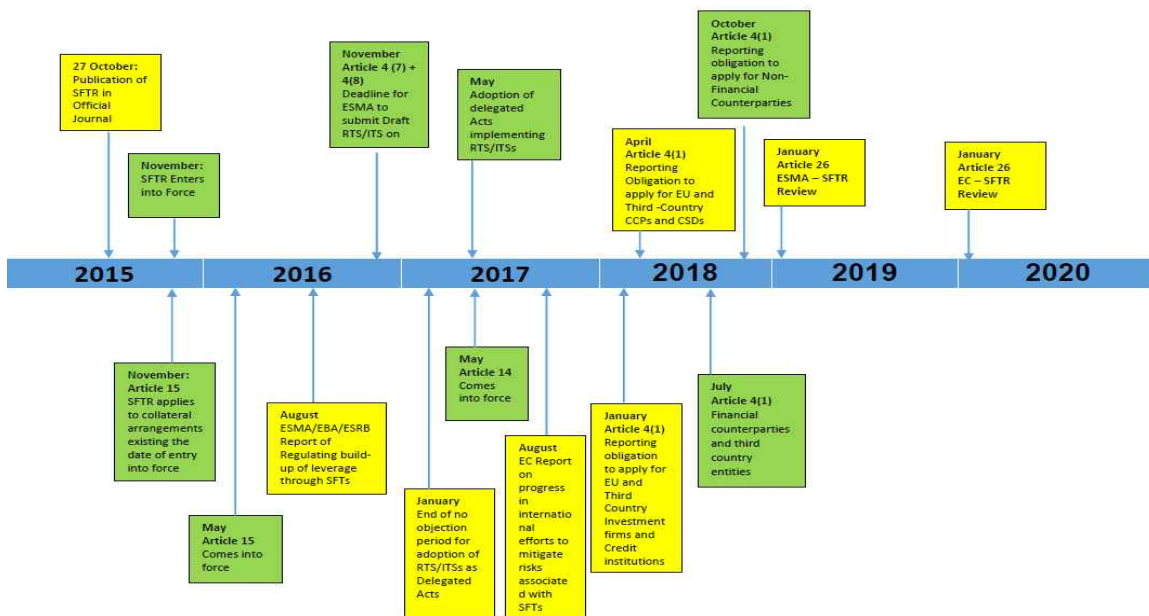 27 October:
Publication of
SFTR in
Official
Journal
November:
SFTR Enters
into Force
November
Article 4 (7) +
4(8)
Deadline for
ESMA to
submit Draft
RTS/ITS on
May
Adoption of
delegated
Acts
implementing
RTS/ITSs
April
Article 4(1)
Reporting
Obligation to
apply for EU and
Third -Country
CCPs and CSDs
October
Article 4(1)
Reporting
obligation to
apply for Non-
Financial
Counterparties
January
Article 26
ESMA – SFTR
Review
January
Article 26
EC – SFTR
Review
2015
2016
2017
2018
2019
2020
November:
Article 15
SFTR applies
to collateral
arrangements
existing the
date of entry
into force
May
Article 15
Comes into
force
August
ESMA/EBA/ESRB
Report of
Regulating build-
up of leverage
through SFTs
January
End of no
objection
period for
adoption of
RTS/ITSs as
Delegated
Acts
May
Article 14
Comes
into force
August
EC Report
on
progress
in
internatio
nal
efforts to
mitigate
risks
associate
d with
SFTs
January
Article 4(1)
Reporting
obligation to
apply for
EU and
Third
Country
Investment
firms and
Credit
institutions
July
Article 4(1)
Financial
counterparties
and third
country
entities